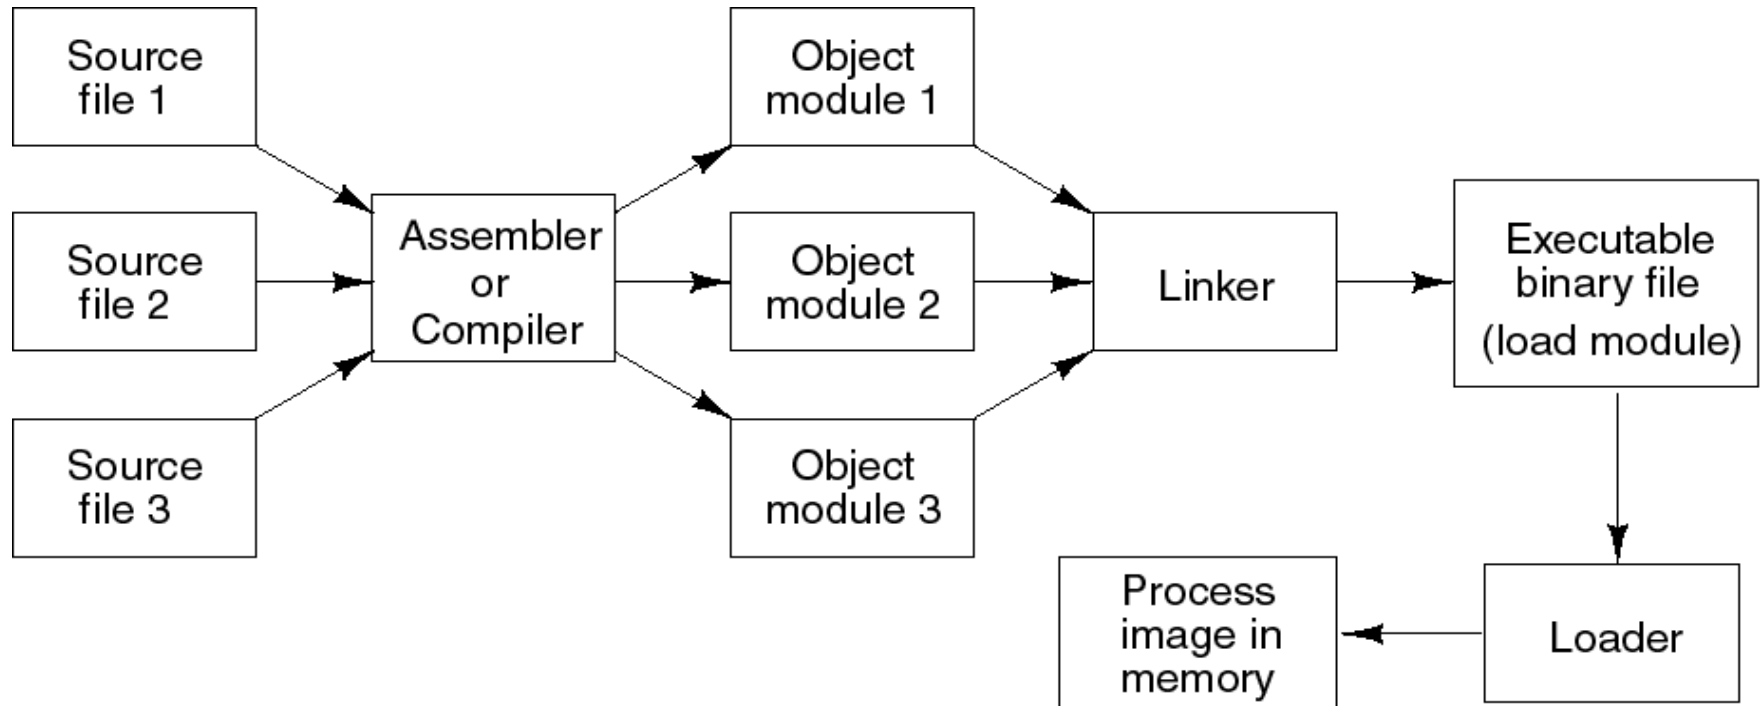 Source
file 1
Source
file 2
Source
file 3
Assembler
or
Compiler
Object
module 1
Object
module 2
Object
module 3
Linker
Executable
binary file
(load module)
Loader
Process
image in
memory